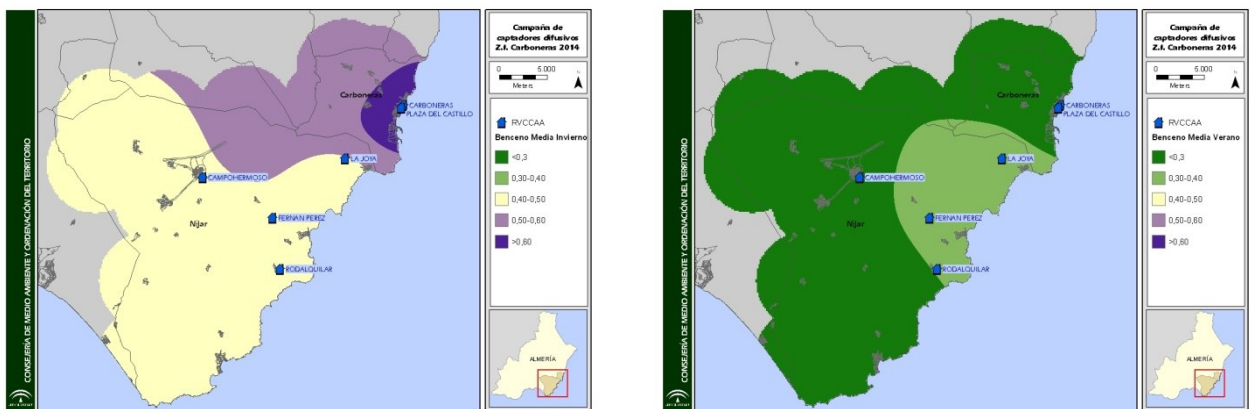 CONSEJERÍA DE MEDIO AMBIENTE Y ORDENACIÓN DEL TERRITORIO
Carboneras
CARBONERAS
PLAZA DEL CASTILLO
LA JOYA
CAMPOHERMOSO
FERNAN PEREZ
Níjar
RODALQUILAR
Campaña de
captadores difusivos
Z.I. Carboneras 2014
0 5.000
Meters
N
RVCCAA
Benceno Media Invierno
<0,3
0,30-0,40
0,40-0,50
0,50-0,60
>0,60
ALMERÍA
CONSEJERÍA DE MEDIO AMBIENTE Y ORDENACIÓN DEL TERRITORIO
Carboneras
CARBONERAS
PLAZA DEL CASTILLO
LA JOYA
CAMPOHERMOSO
FERNAN PEREZ
Níjar
RODALQUILAR
Campaña de
captadores difusivos
Z.I. Carboneras 2014
0 5.000
Meters
N
RVCCAA
Benceno Media Verano
<0,3
0,30-0,40
0,40-0,50
0,50-0,60
>0,60
ALMERÍA